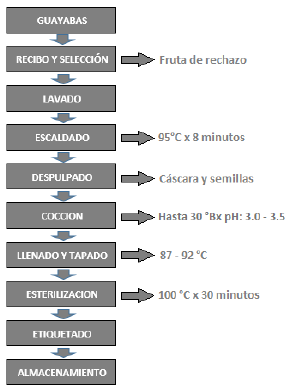 GUAYABAS
RECIBO Y SELECCIÓN Fruta de rechazo
LAVADO
ESCALDADO 95°C x 8 minutos
DESPULPADO Cáscara y semillas
COCCION Hasta 30 °Bx pH: 3.0 - 3.5
LLENADO Y TAPADO 87 - 92 °C
ESTERILIZACION 100 °C x 30 minutos
ETIQUETADO
ALMACENAMIENTO